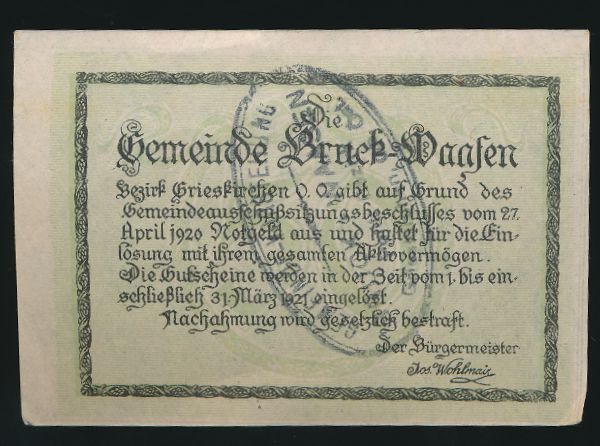 Die
Gemeinde Bruck-Waasen
Bezirk Grieskirchen O. Ö. gibt auf Grund des
Gemeindeausschußsitzungsbeschlusses vom 27.
April 1920 Notgeld aus und haftet für die Ein-
lösung mit ihrem gesamten Aktivvermögen.
Die Gutscheine werden in der Zeit vom 1. bis ein-
schließlich 31. März 1921 eingelöst.
Nachahmung wird gesetzlich bestraft.
Der Bürgermeister
Jos. Wohlmair